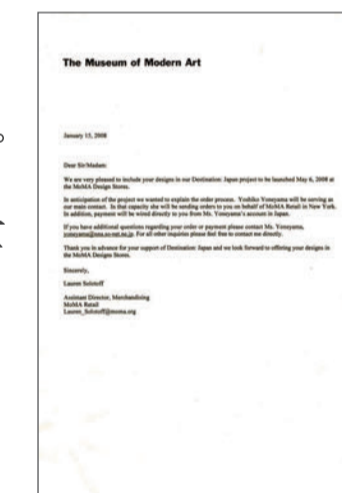 The Museum of Modern Art
January 15, 2008
Dear Sir/Madam:
We are very pleased to include your designs in our Destination: Japan project to be launched May 6, 2008 at
the MoMA Design Stores.
In anticipation of the project we wanted to explain the order process. Yoshiko Yoneyama will be serving as
our main contact. In that capacity she will be sending orders to you on behalf of MoMA Retail in New York.
In addition, payment will be wired directly to you from Ms. Yoneyama's account in Japan.
If you have additional questions regarding your order or payment please contact Ms. Yoneyama,
For all other inquiries please feel free to contact me directly.
Thank you in advance for your support of Destination: Japan and we look forward to offering your designs in
the MoMA Design Stores.
Sincerely,
Lauren Solotoff
Assistant Director, Merchandising
MoMA Retail
Lauren_Solotoff@moma.org